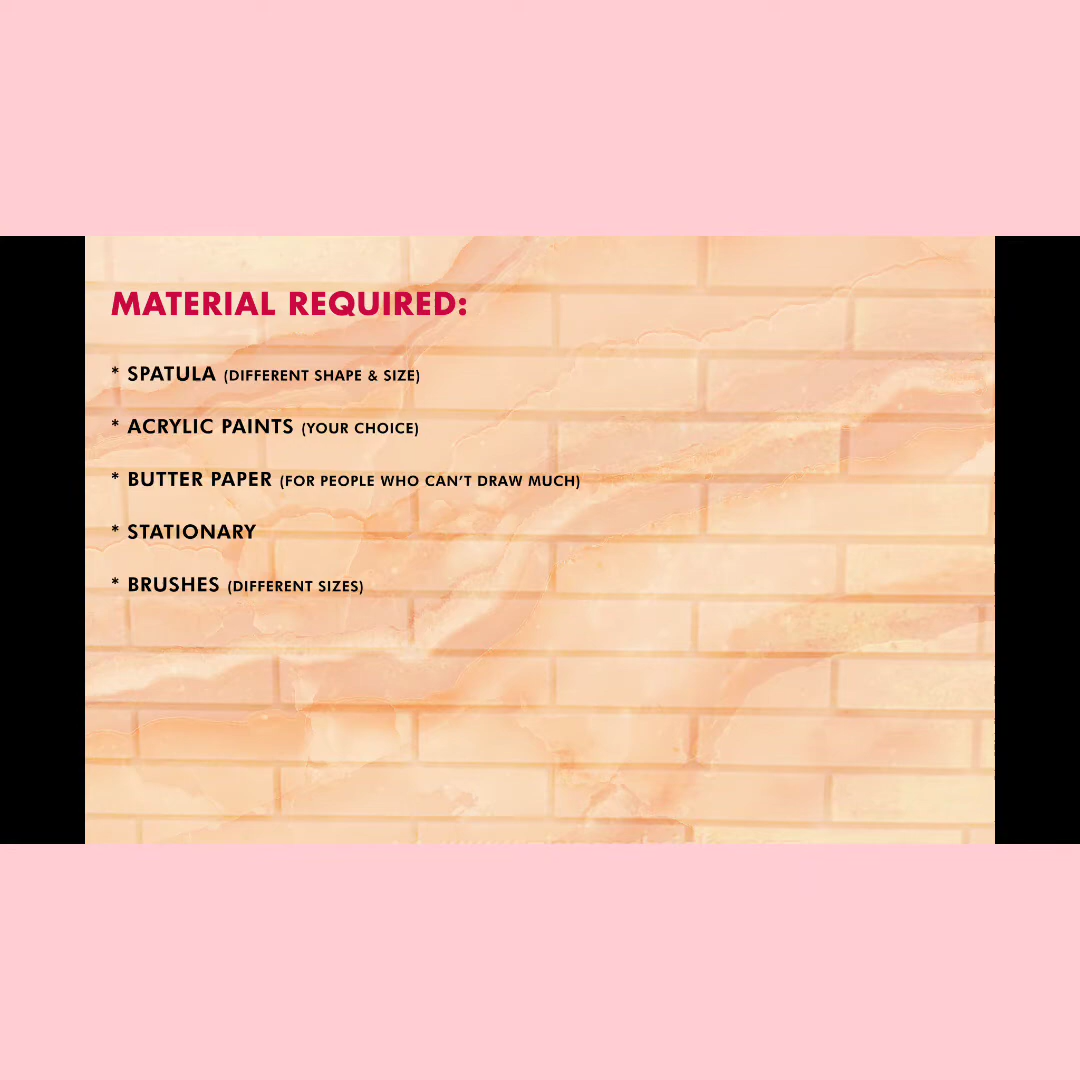 MATERIAL REQUIRED:
* SPATULA (DIFFERENT SHAPE & SIZE)
* ACRYLIC PAINTS (YOUR CHOICE)
* BUTTER PAPER (FOR PEOPLE WHO CAN'T DRAW MUCH)
* STATIONARY
* BRUSHES (DIFFERENT SIZES)